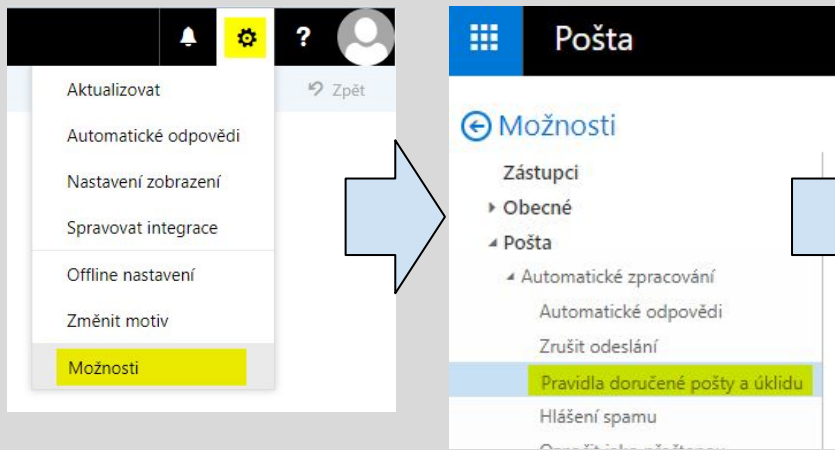 ?
Aktualizovat
Zpět
Automatické odpovědi
Nastavení zobrazení
Spravovat integrace
Offline nastavení
Změnit motiv
Možnosti
Pošta
Možnosti
Zástupci
Obecné
Pošta
Automatické zpracování
Automatické odpovědi
Zrušit odeslání
Pravidla doručené pošty a úklidu
Hlášení spamu